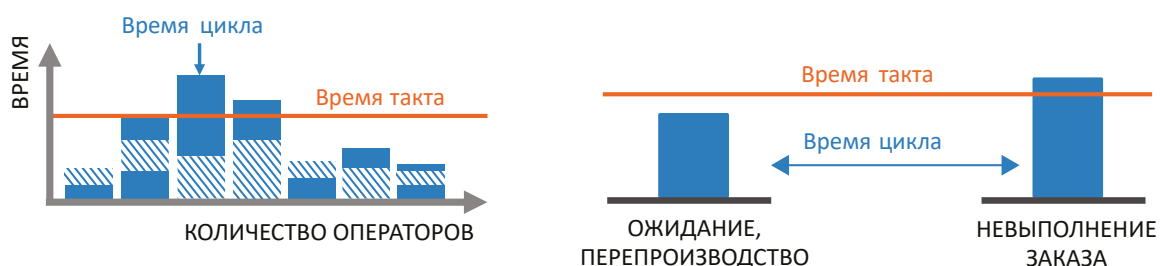 Время цикла
ВРЕМЯ
Время такта
КОЛИЧЕСТВО ОПЕРАТОРОВ
Время такта
Время цикла
ОЖИДАНИЕ,
ПЕРЕПРОИЗВОДСТВО
НЕВЫПОЛНЕНИЕ
ЗАКАЗА